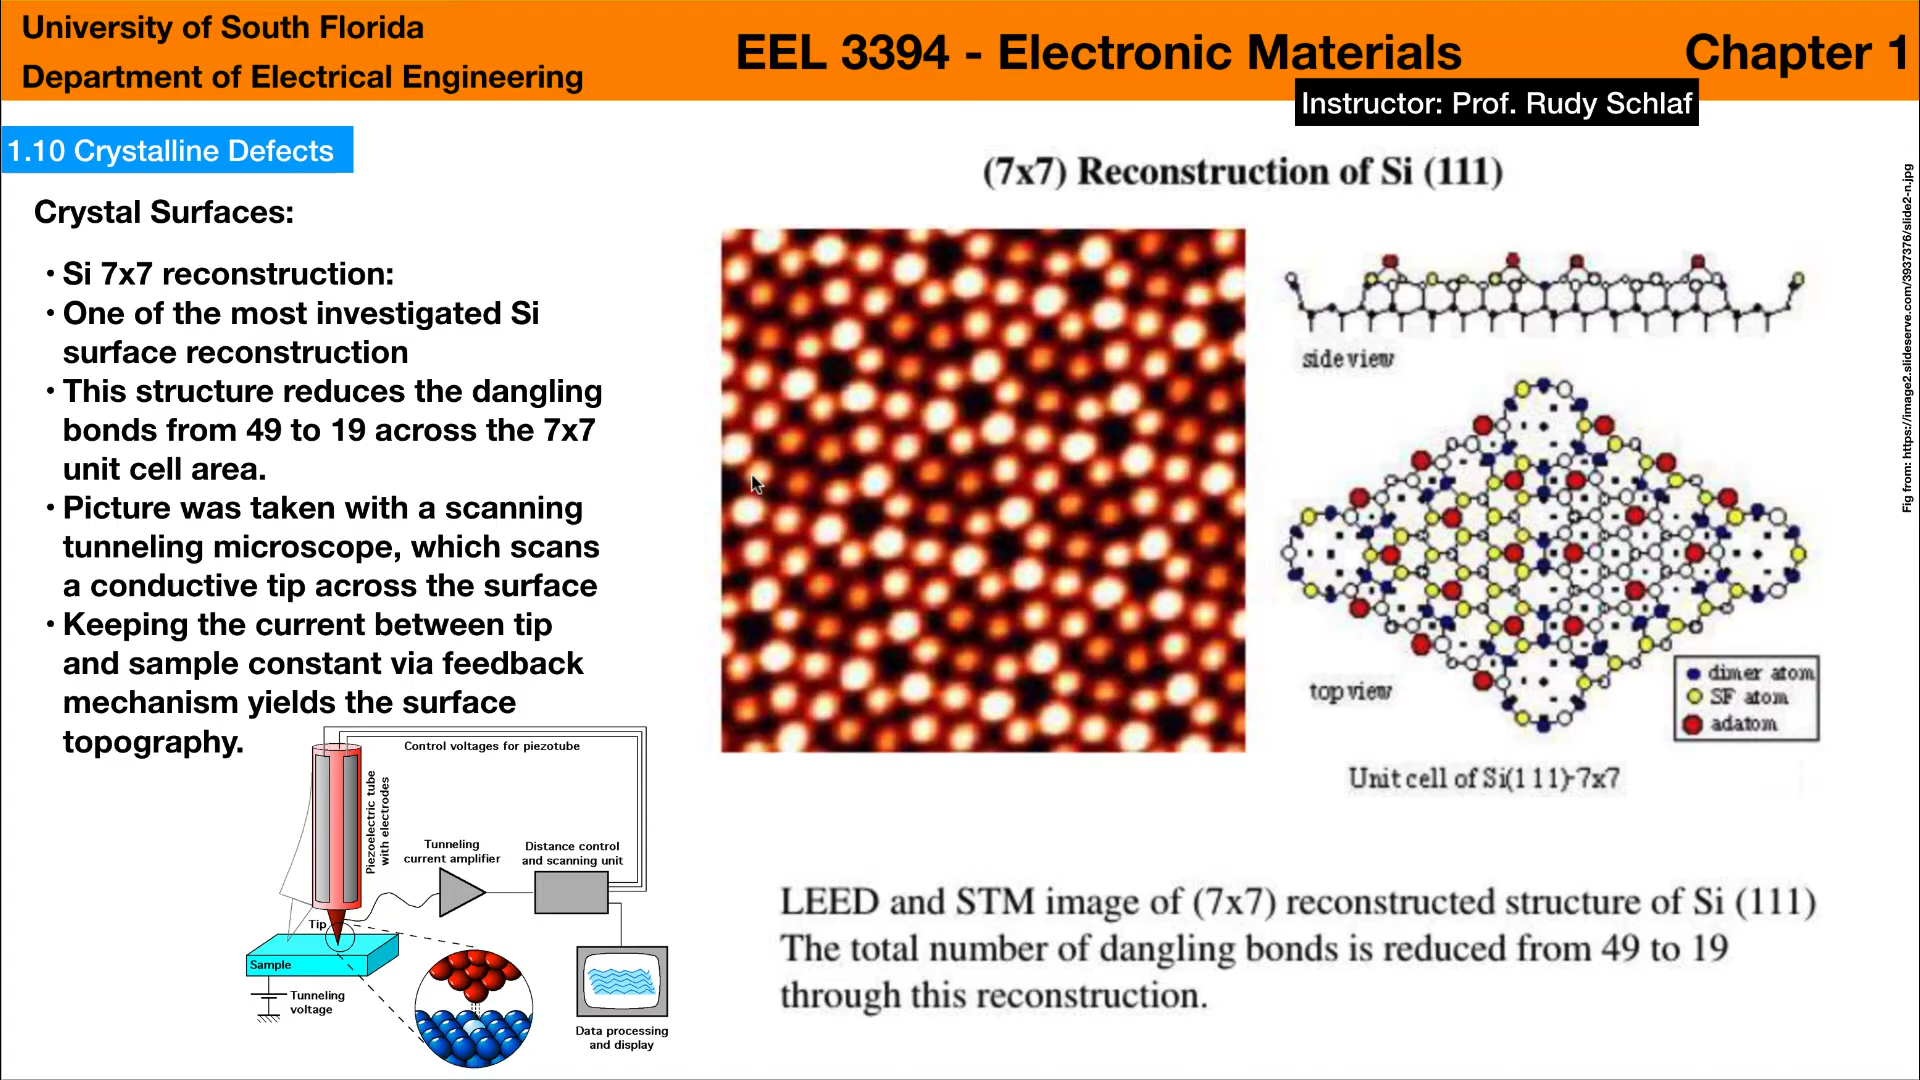 University of South Florida
Department of Electrical Engineering
EEL 3394 - Electronic Materials
Chapter 1
Instructor: Prof. Rudy Schlaf
1.10 Crystalline Defects
Crystal Surfaces:
• Si 7x7 reconstruction:
• One of the most investigated Si
surface reconstruction
• This structure reduces the dangling
bonds from 49 to 19 across the 7x7
unit cell area.
• Picture was taken with a scanning
tunneling microscope, which scans
a conductive tip across the surface
• Keeping the current between tip
and sample constant via feedback
mechanism yields the surface
topography.
Control voltages for piezotube
Piezoelectric tube
with electrodes
Tunneling
current amplifier
Distance control
and scanning unit
Tip
Sample
Tunneling
voltage
Data processing
and display
(7x7) Reconstruction of Si (111)
side view
top view
dimer atom
SF atom
adatom
Unit cell of Si(111)-7x7
LEED and STM image of (7x7) reconstructed structure of Si (111)
The total number of dangling bonds is reduced from 49 to 19
through this reconstruction.
Fig from: https://image2.slideserve.com/3937376/slide2-n.jpg